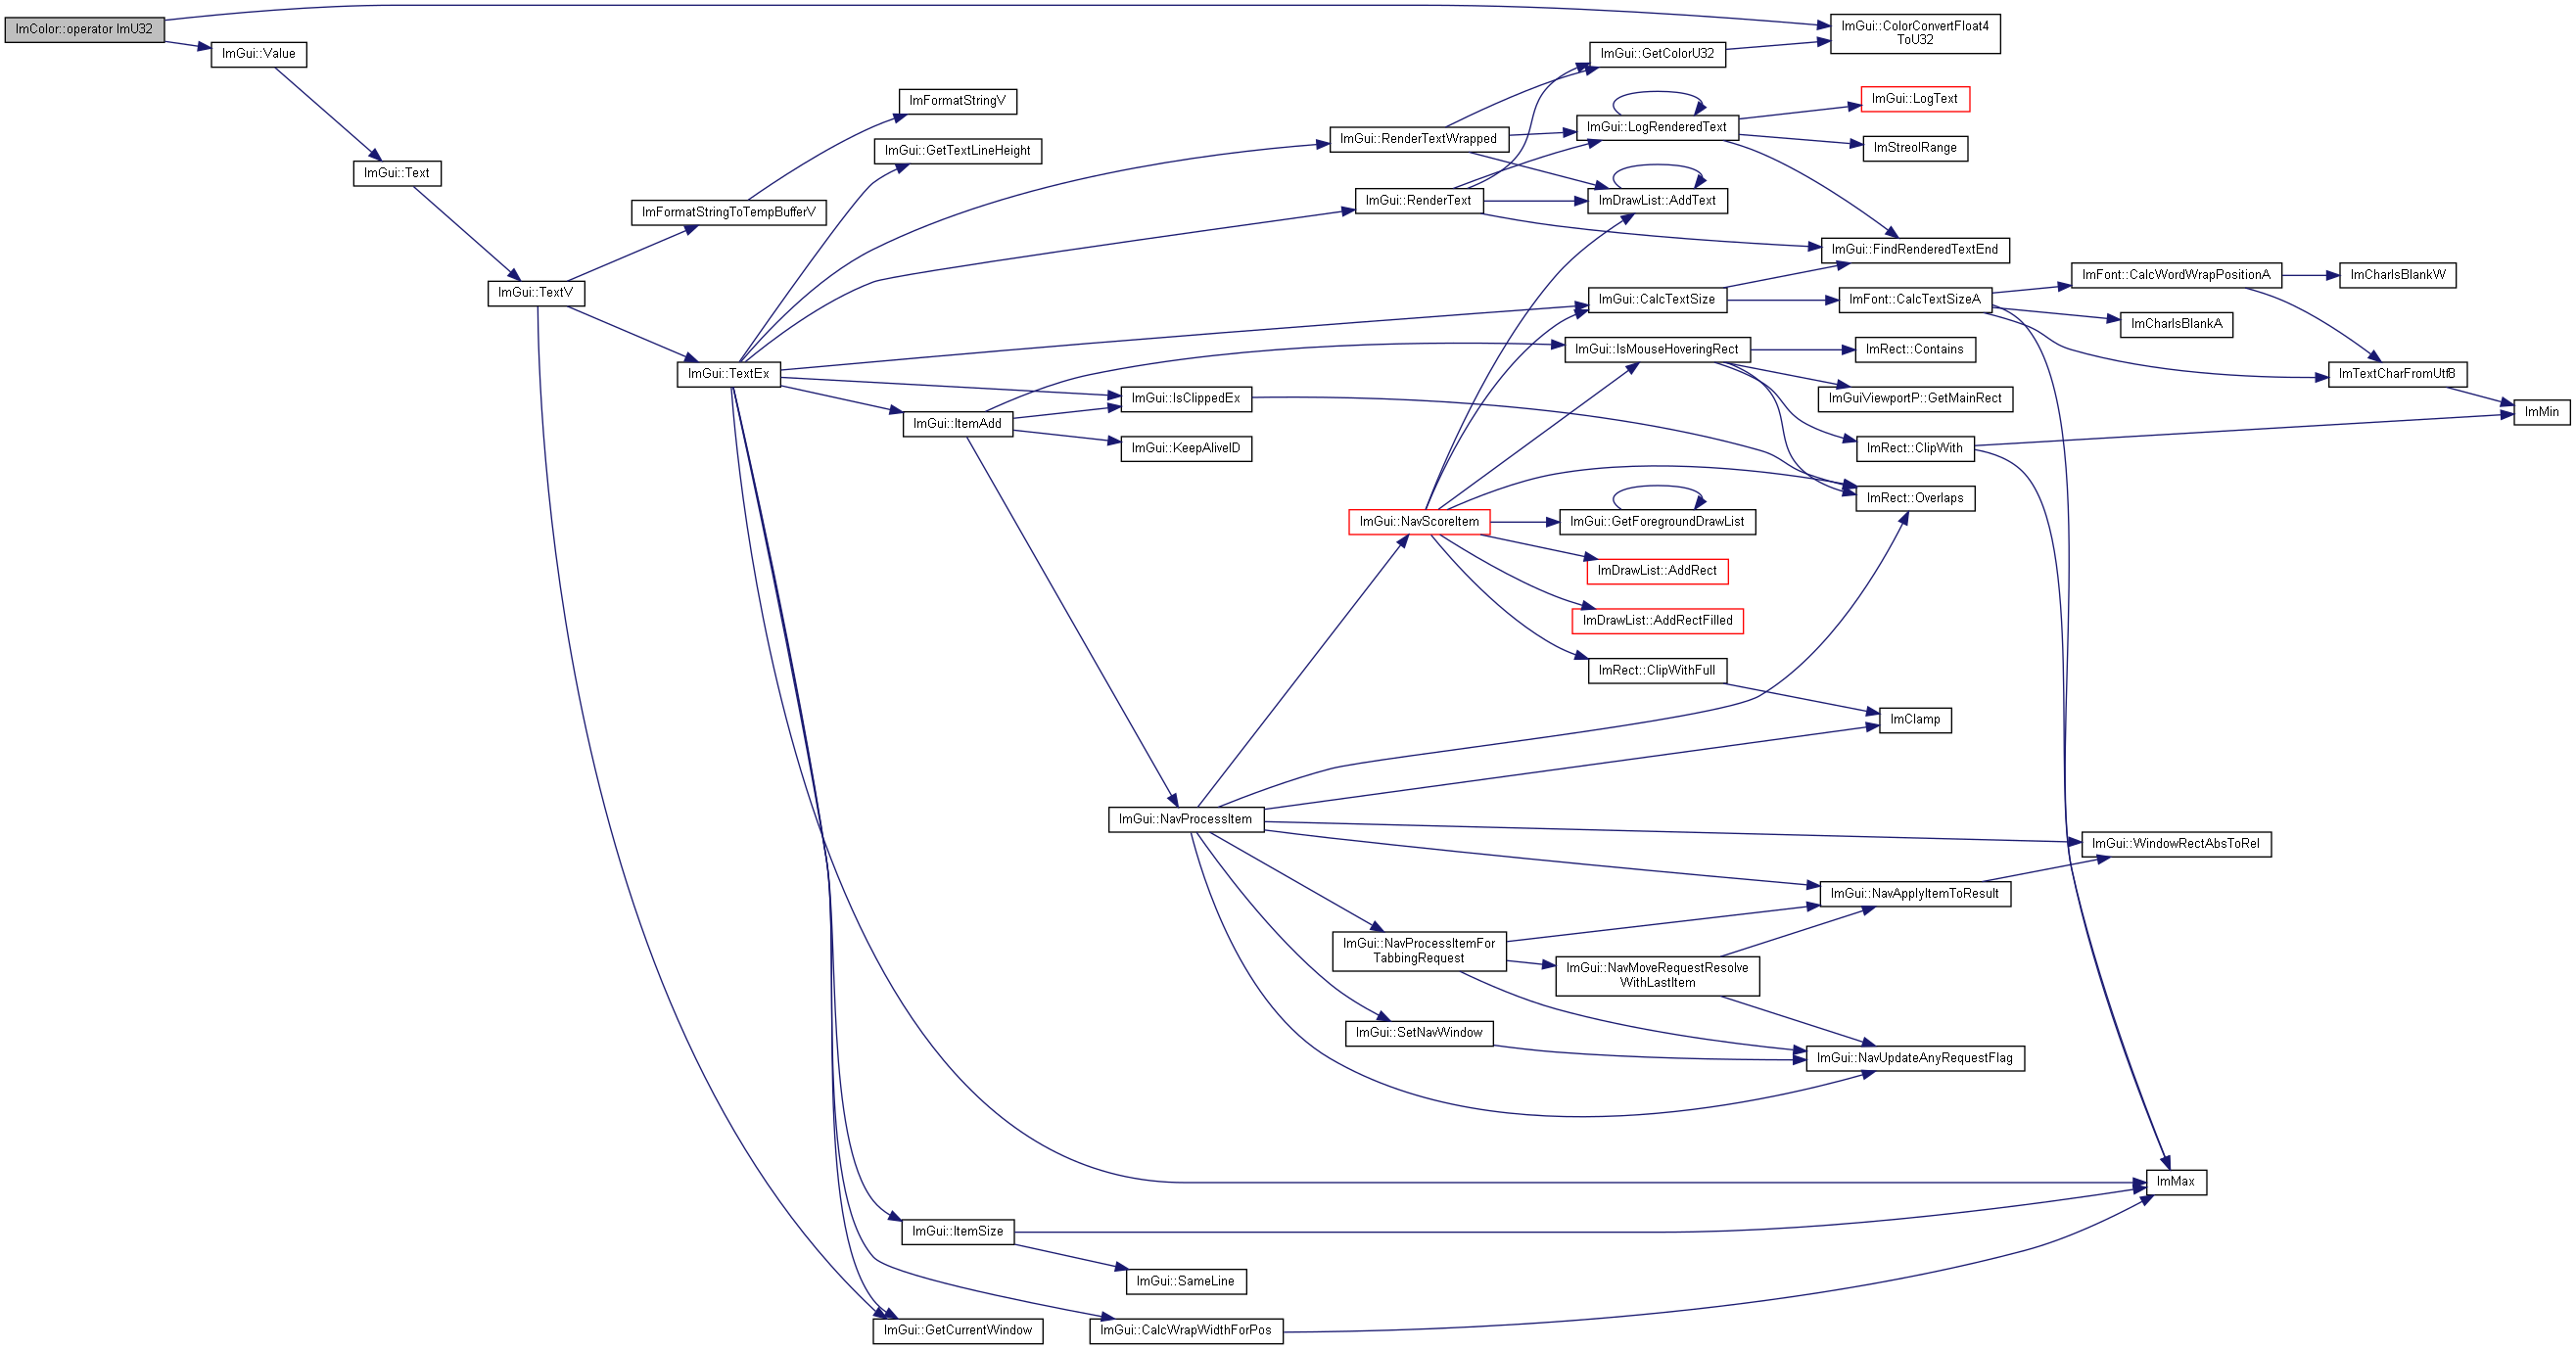 ImColor::operator ImU32
ImGui::Value
ImGui::Text
ImGui::TextV
ImFormatStringToTempBufferV
ImFormatStringV
ImGui::GetTextLineHeight
ImGui::TextEx
ImGui::ItemAdd
ImGui::IsClippedEx
ImGui::KeepAliveID
ImGui::NavProcessItem
ImGui::ItemSize
ImGui::SameLine
ImGui::GetCurrentWindow
ImGui::CalcWrapWidthForPos
ImGui::RenderTextWrapped
ImGui::RenderText
ImGui::NavScoreItem
ImGui::NavProcessItemFor
TabbingRequest
ImGui::SetNavWindow
ImGui::GetColorU32
ImGui::LogRenderedText
ImDrawList::AddText
ImGui::CalcTextSize
ImGui::IsMouseHoveringRect
ImGui::GetForegroundDrawList
ImDrawList::AddRect
ImDrawList::AddRectFilled
ImRect::ClipWithFull
ImGui::NavMoveRequestResolve
WithLastItem
ImGui::ColorConvertFloat4
ToU32
ImGui::LogText
ImStreolRange
ImGui::FindRenderedTextEnd
ImFont::CalcTextSizeA
ImRect::Contains
ImGuiViewportP::GetMainRect
ImRect::ClipWith
ImRect::Overlaps
ImClamp
ImGui::NavApplyItemToResult
ImGui::NavUpdateAnyRequestFlag
ImFont::CalcWordWrapPositionA
ImCharIsBlankA
ImGui::WindowRectAbsToRel
ImMax
ImCharIsBlankW
ImTextCharFromUtf8
ImMin